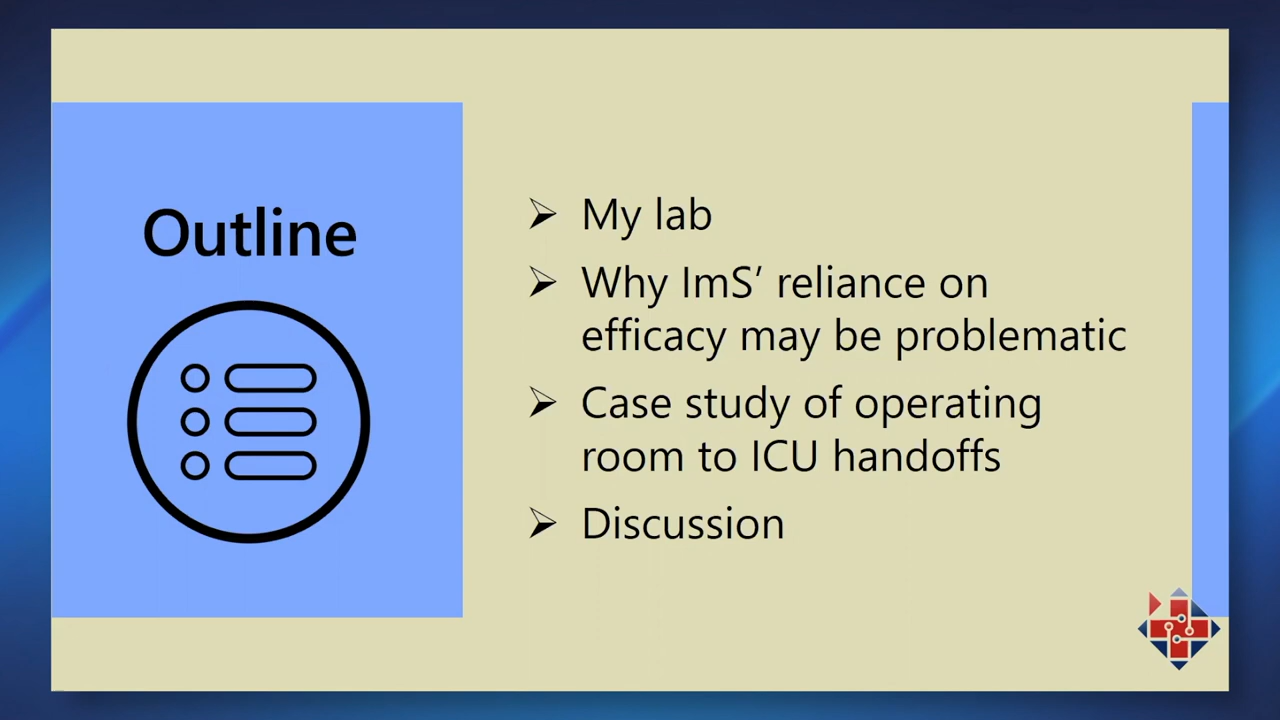 Outline
My lab
Why ImS’ reliance on
efficacy may be problematic
Case study of operating
room to ICU handoffs
Discussion